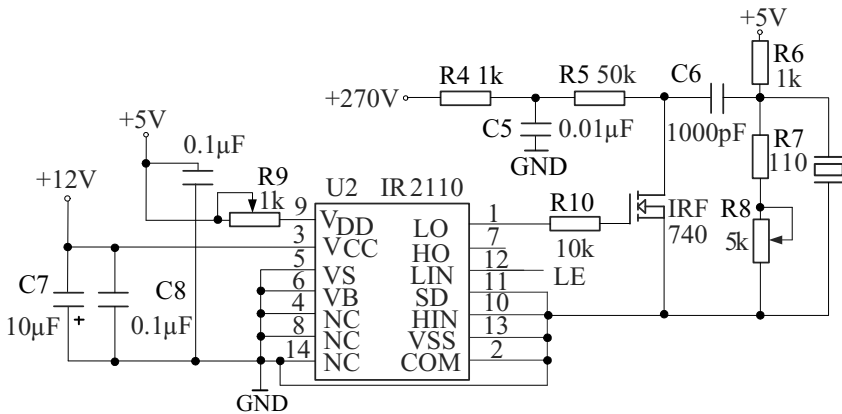 +5V
R6
1k
R4 1k
R5 50k
C6
+270V
C5
0.01μF
1000pF
GND
R7
110
+5V
0.1μF
R9
1k
+12V
U2
IR2110
R10
10k
IRF
740
R8
5k
9
VDD
LO
1
3
VCC
HO
7
5
VS
LIN
12
LE
6
VB
SD
11
4
NC
HIN
10
8
NC
VSS
13
14
NC
COM
2
C7
10μF
+
C8
0.1μF
GND